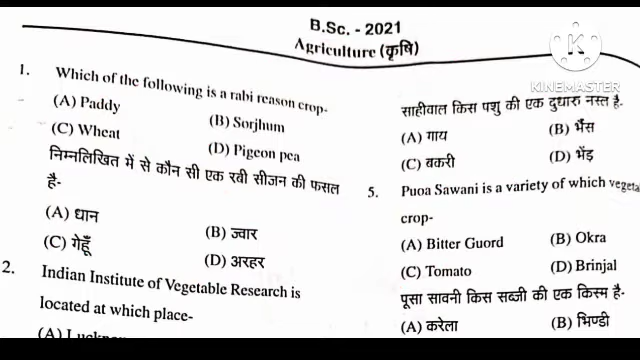 B.Sc. - 2021
Agriculture (कृषि)
K
KINEMASTER
1. Which of the following is a rabi reason crop-
(A) Paddy
(B) Sorjhum
(C) Wheat
(D) Pigeon pea
निम्नलिखित में से कौन सी एक रवी सीजन की फसल
है-
(A) धान
(B) ज्वार
(C) गेहूँ
(D) अरहर
2. Indian Institute of Vegetable Research is
located at which place-
(A)
साहीवाल किस पशु की एक दुधारु नस्ल है-
(A) गाय
(B) भैंस
(C) बकरी
(D) भेंड़
5. Puoa Sawani is a variety of which vegeta
crop-
(A) Bitter Guord
(B) Okra
(C) Tomato
(D) Brinjal
पूसा सावनी किस सब्जी की एक किस्म है-
(A) करेला
(B) भिण्डी